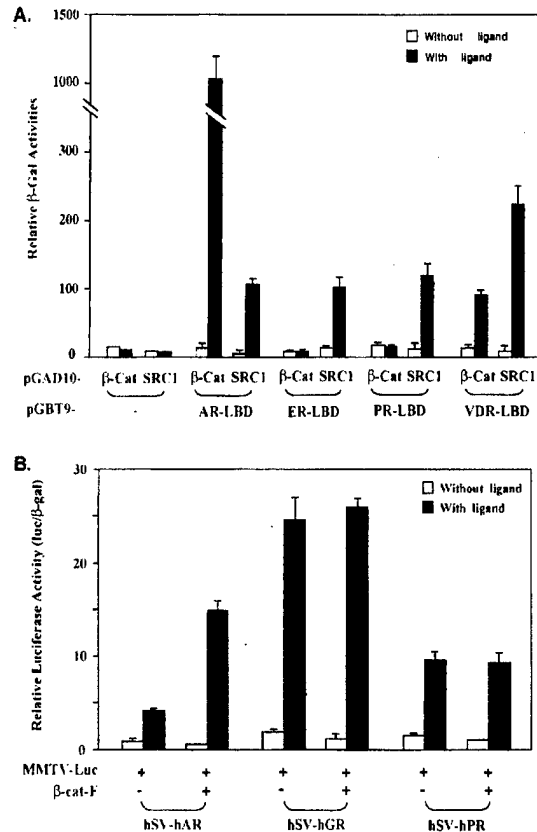 A.
1500
Without ligand
With ligand
1000
300
200
100
0
Relative β-Gal Activities
pGAD10- β-Cat SRC1 β-Cat SRC1 β-Cat SRC1 β-Cat SRC1 β-Cat SRC1
pGBT9- - AR-LBD ER-LBD PR-LBD VDR-LBD
B.
30
Without ligand
With ligand
20
10
0
Relative Luciferase Activity (luc/β-gal)
MMTV-Luc + + + + + +
β-cat-F - + - + - +
hSV-hAR hSV-hGR hSV-hPR